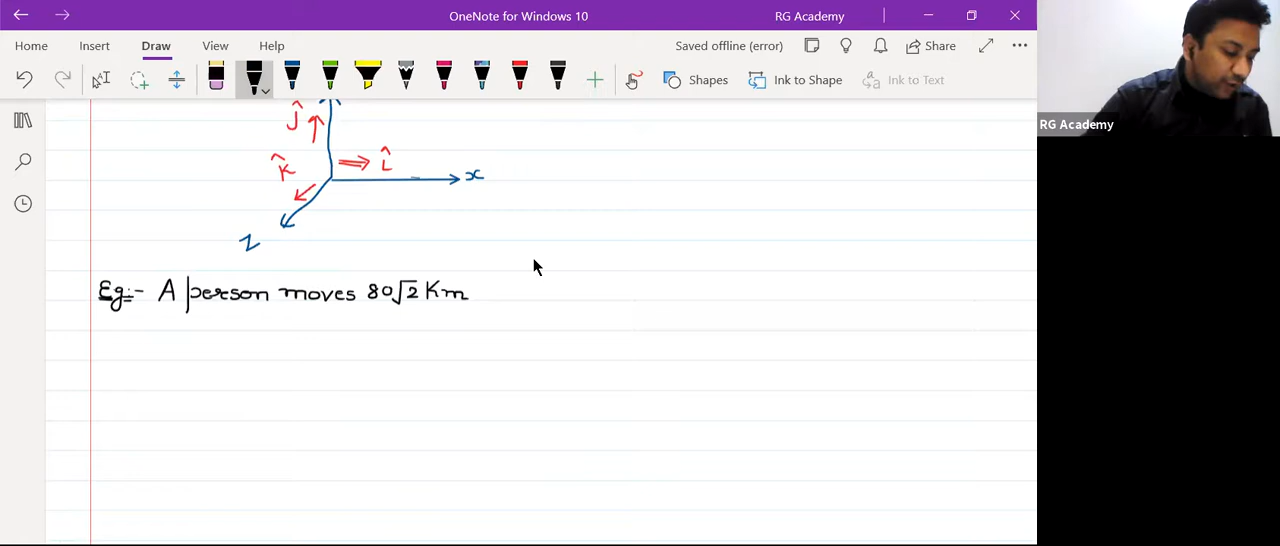 OneNote for Windows 10
RG Academy
Home Insert Draw View Help
Saved offline (error)
Share
Shapes
Ink to Shape
Ink to Text
RG Academy
ĵ
k̂
î
x
Z
Eg:- A person moves 80√2 Km